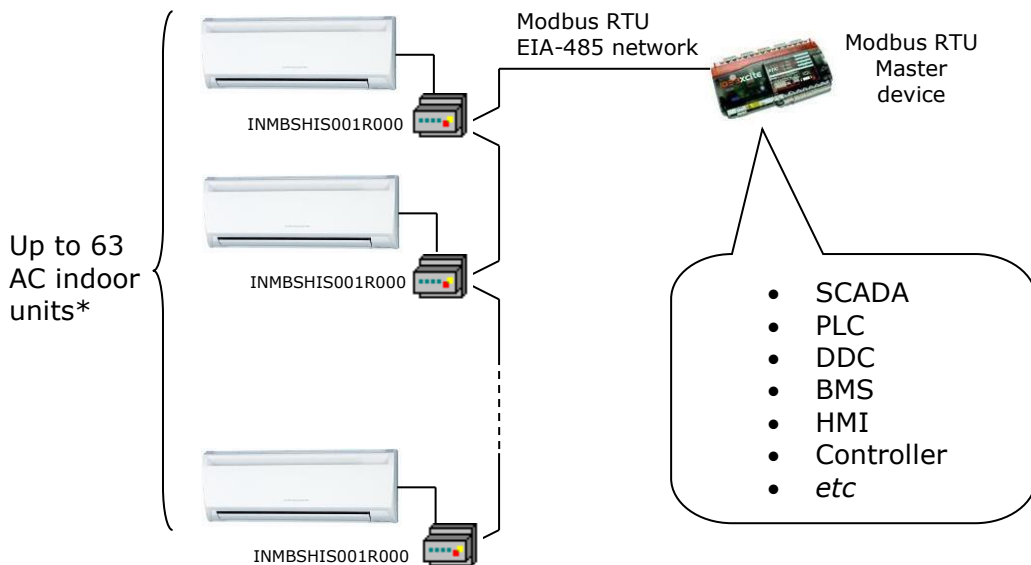 Modbus RTU
EIA-485 network
Modbus RTU
Master
device
INMBSHIS001R000
INMBSHIS001R000
Up to 63
AC indoor
units*
• SCADA
• PLC
• DDC
• BMS
• HMI
• Controller
• etc
INMBSHIS001R000